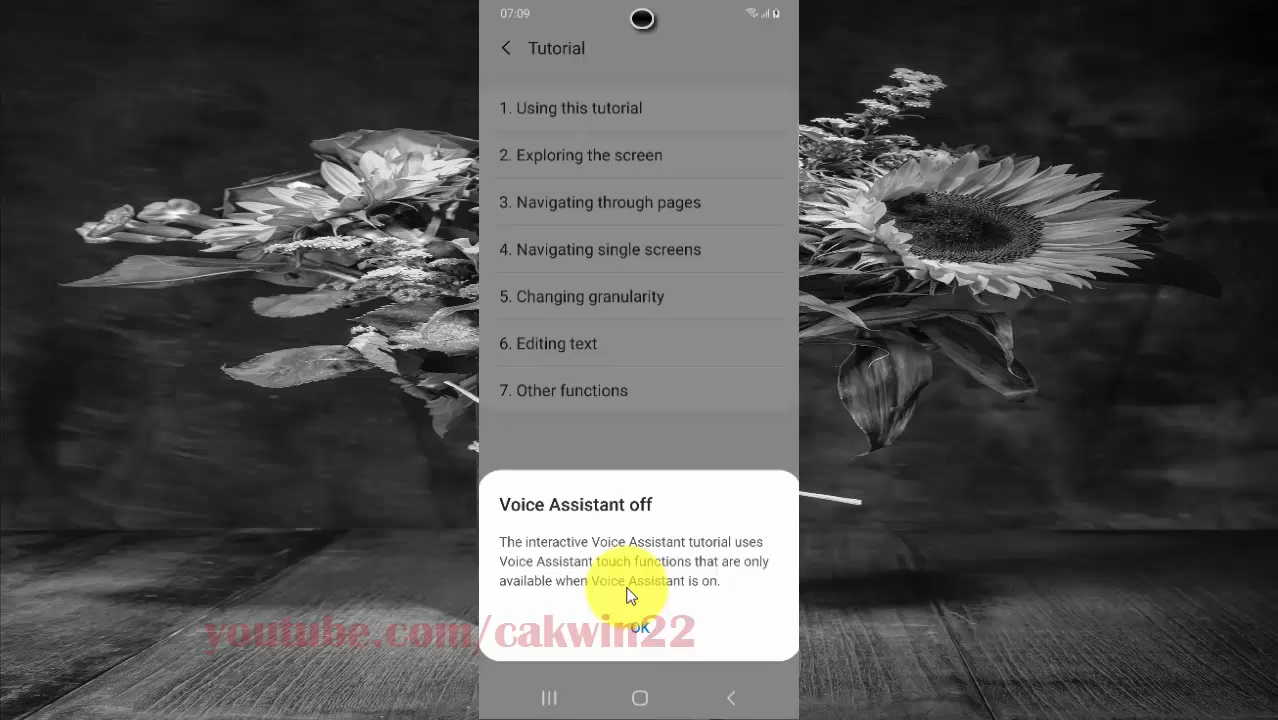 07:09
Tutorial
1. Using this tutorial
2. Exploring the screen
3. Navigating through pages
4. Navigating single screens
5. Changing granularity
6. Editing text
7. Other functions
Voice Assistant off
The interactive Voice Assistant tutorial uses
Voice Assistant touch functions that are only
available when Voice Assistant is on.
OK
youtube.com/cakwin22